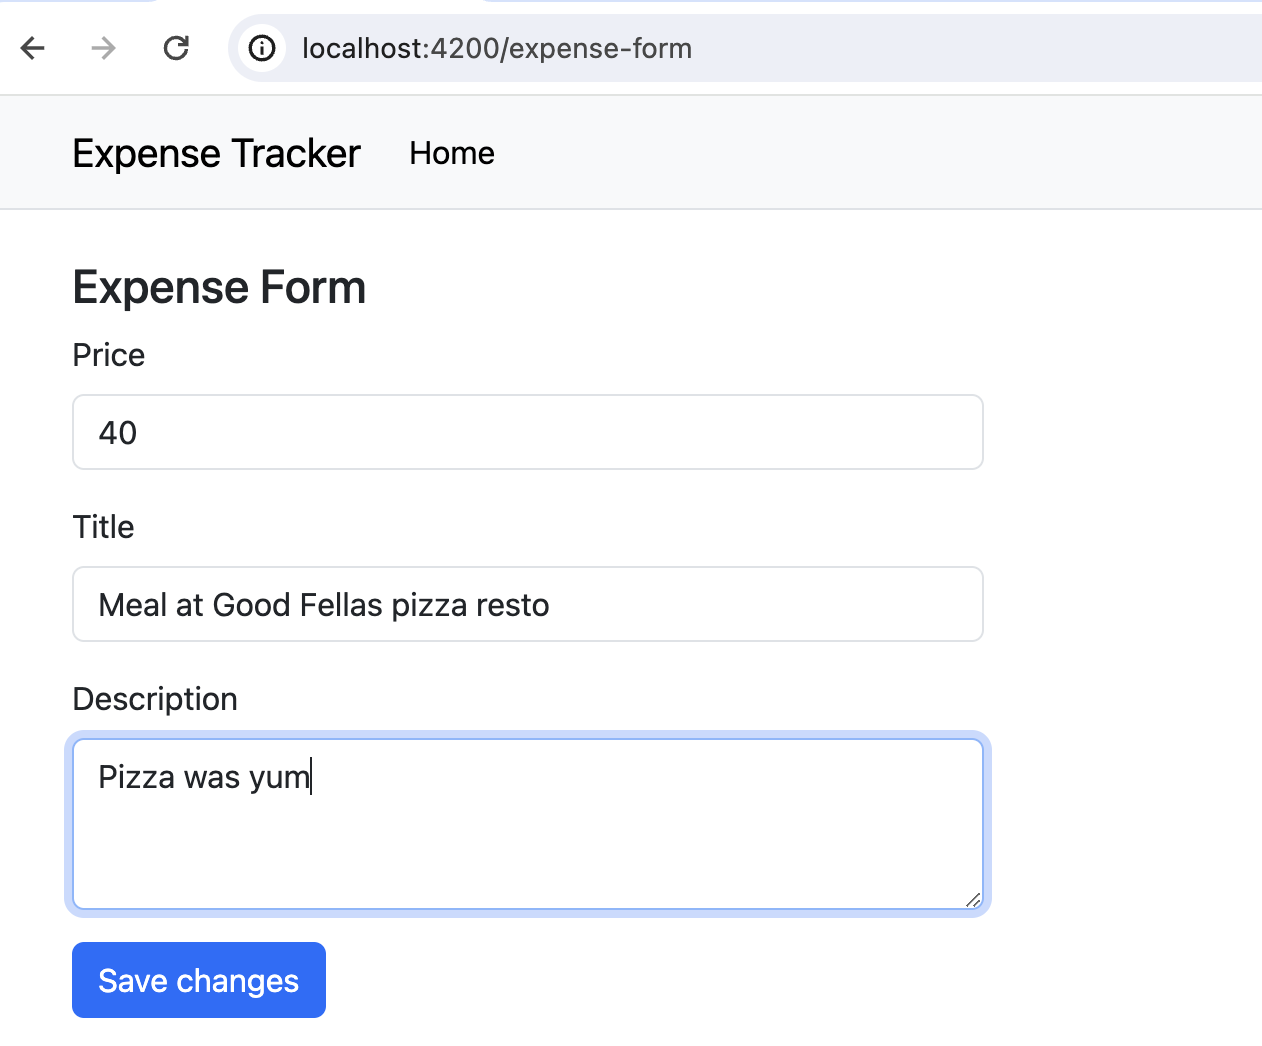 localhost:4200/expense-form
Expense Tracker Home
Expense Form
Price
40
Title
Meal at Good Fellas pizza resto
Description
Pizza was yum
Save changes